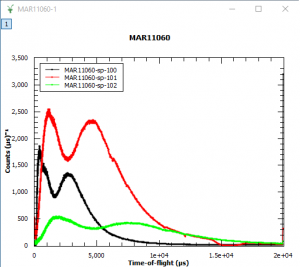 MAR11060-1
1
MAR11060
MAR11060-sp-100
MAR11060-sp-101
MAR11060-sp-102
Counts (µs)⁻¹
3,500
3,000
2,500
2,000
1,500
1,000
500
0
0
5,000
1e+04
1.5e+04
2e+04
Time-of-flight (µs)